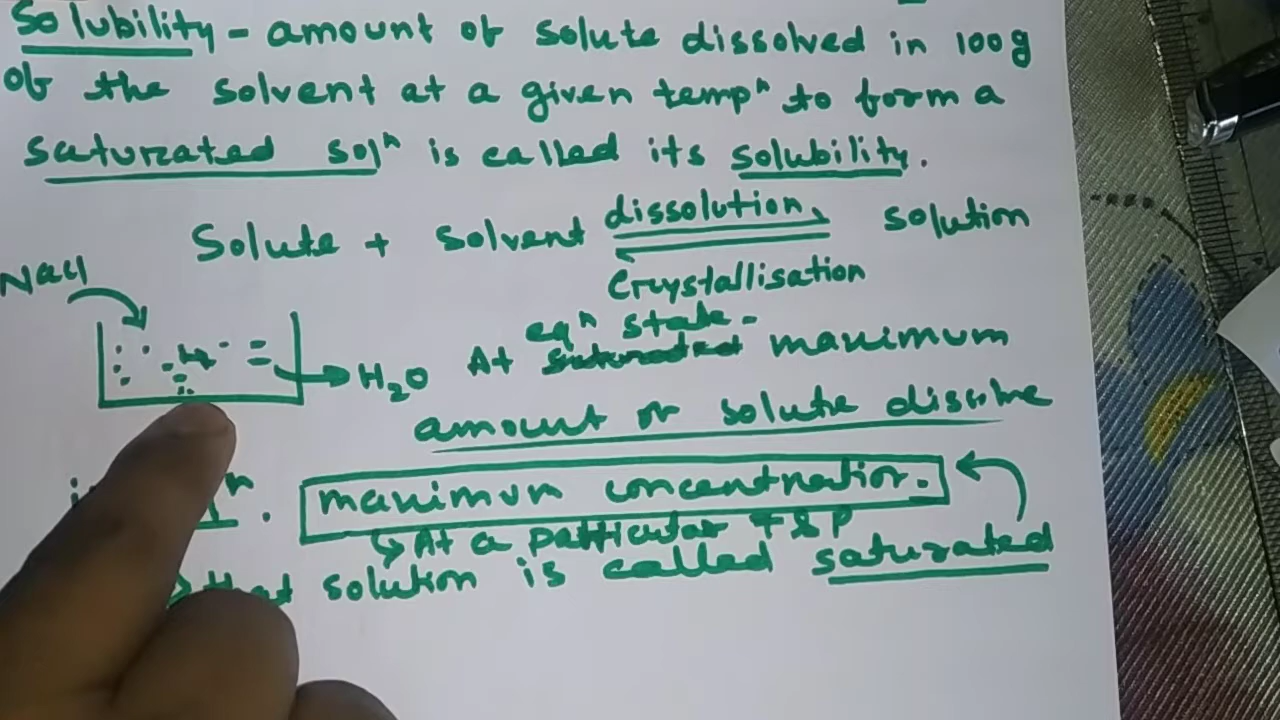 Solubility - amount of solute dissolved in 100g
of the solvent at a given tempⁿ to form a
saturated solⁿ is called its solubility.
Solute + solvent dissolution solution
Crystallisation
NaCl
eqⁿ state -
At maximum
H₂O
amount of solute dissolve
maximum concentration.
At a particular T & P
that solution is called saturated